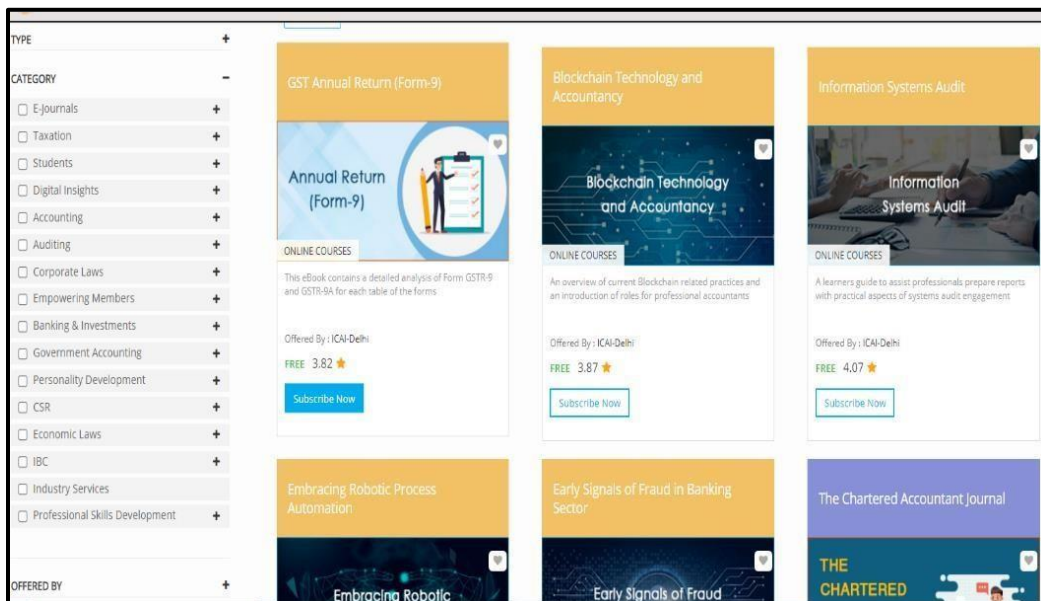 TYPE +
CATEGORY -
E-Journals +
Taxation +
Students +
Digital Insights +
Accounting +
Auditing +
Corporate Laws +
Empowering Members +
Banking & Investments +
Government Accounting +
Personality Development +
CSR +
Economic Laws +
IBC +
Industry Services
Professional Skills Development +
OFFERED BY +
GST Annual Return (Form-9)
Annual Return
(Form-9)
ONLINE COURSES
This eBook contains a detailed analysis of Form GSTR-9
and GSTR-9A for each table of the forms
Offered By : ICAI-Delhi
FREE 3.82
Subscribe Now
Blockchain Technology and
Accountancy
Blockchain Technology
and Accountancy
ONLINE COURSES
An overview of current Blockchain related practices and
an introduction of roles for professional accountants
Offered By : ICAI-Delhi
FREE 3.87
Subscribe Now
Information Systems Audit
Information
Systems Audit
ONLINE COURSES
A learners guide to assist professionals prepare reports
with practical aspects of systems audit engagement
Offered By : ICAI-Delhi
FREE 4.07
Subscribe Now
Embracing Robotic Process
Automation
Embracing Robotic
Early Signals of Fraud in Banking
Sector
Early Signals of Fraud
The Chartered Accountant Journal
THE
CHARTERED